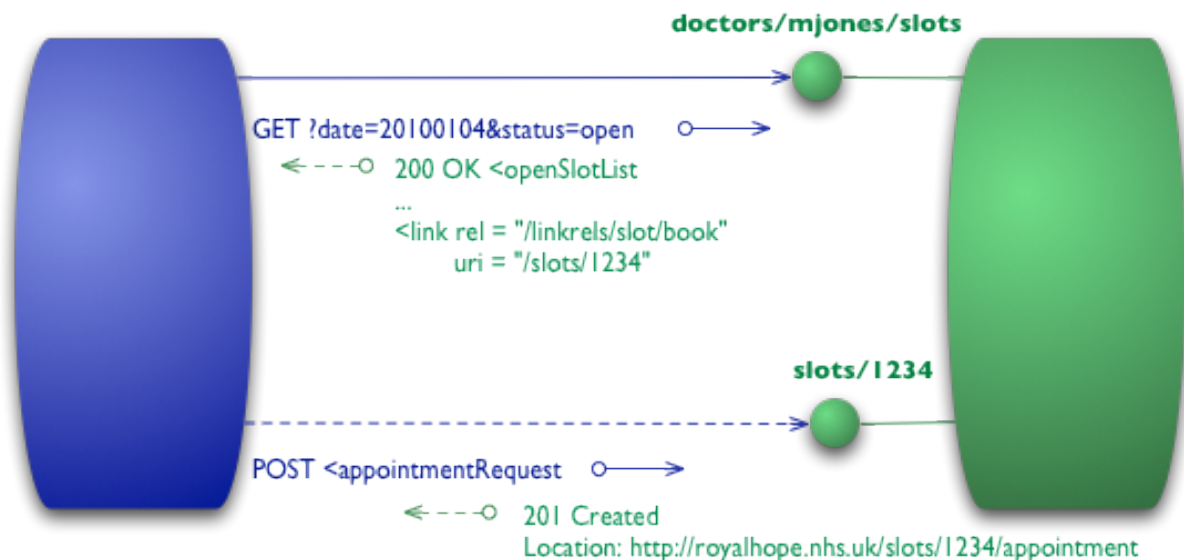 doctors/mjones/slots
GET ?date=20100104&status=open
200 OK <openSlotList
...
<link rel = "/linkrels/slot/book"
uri = "/slots/1234"
slots/1234
POST <appointmentRequest
201 Created
Location: http://royalhope.nhs.uk/slots/1234/appointment